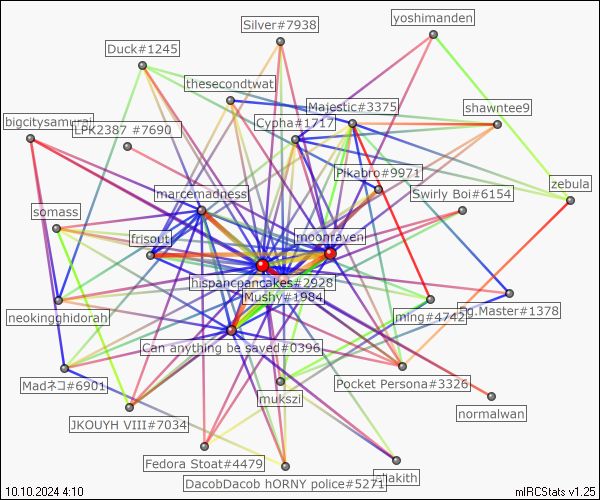 yoshimanden
Silver#7938
Duck#1245
thesecondtwat
Majestic#3375
shawntee9
bigcitysamurai
LPK2387 #7690
Cypha#1717
Pikabro#9971
zebula
marcemadness
Swirly Boi#6154
somass
frisout
moonraven
hispancpancakes#2928
Mushy#1984
neokingghidorah
ming#4742
g.Master#1378
Can anything be saved#0396
Madネコ#6901
Pocket Persona#3326
mukszi
normalwan
JKOUYH VIII#7034
Fedora Stoat#4479
DacobDacob hORNY police#5271
llakith
10.10.2024 4:10
mIRCStats v1.25